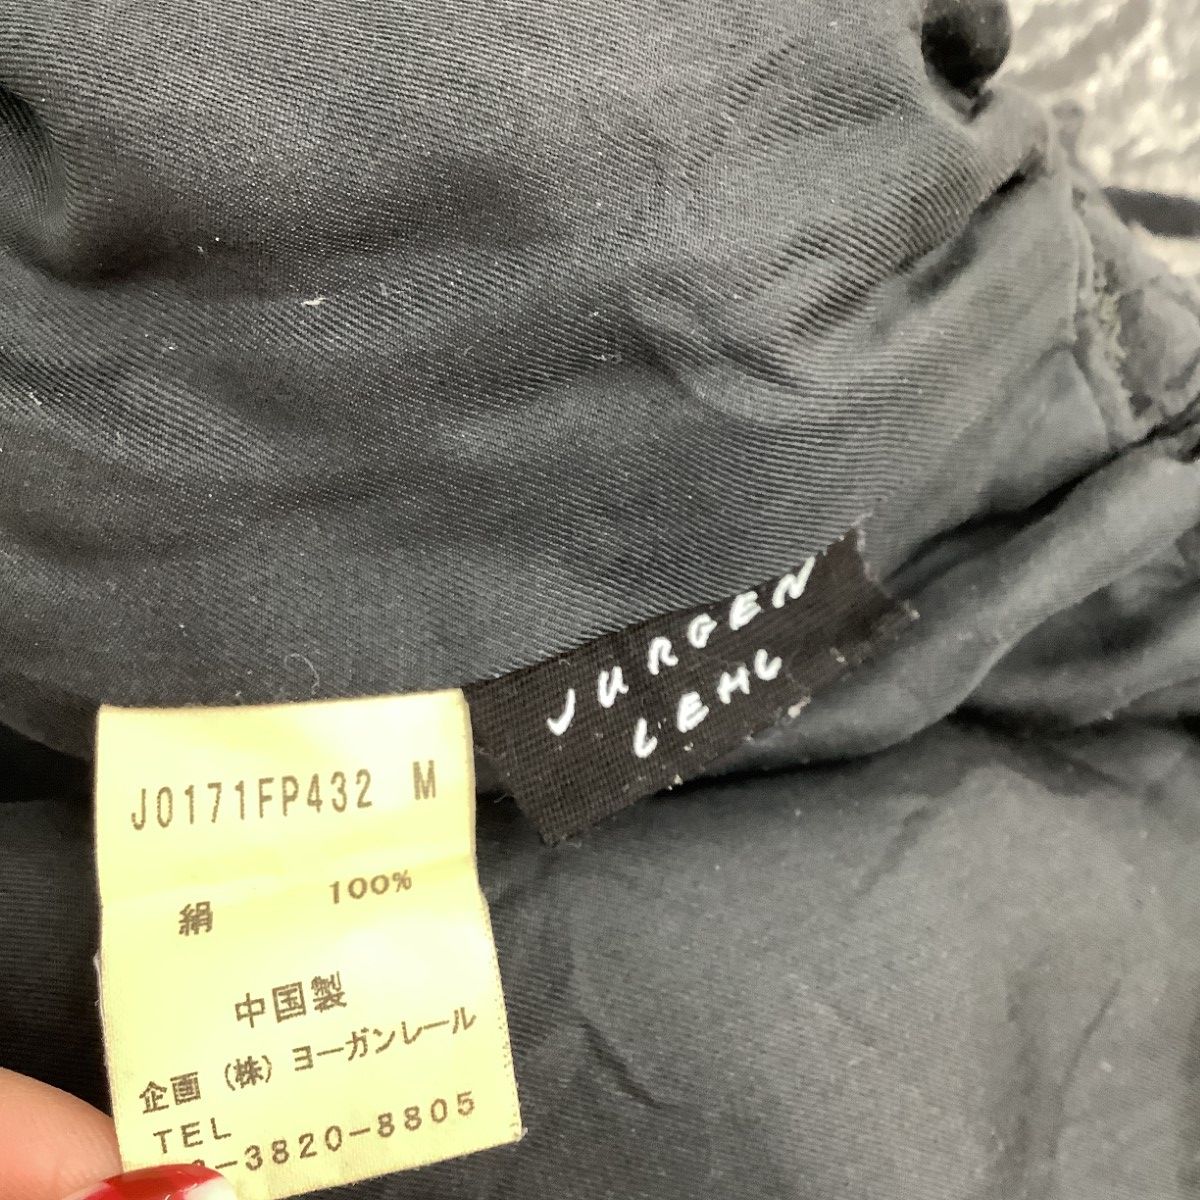 JURGEN
LEHL
J0171FP432 M
絹 100%
中国製
企画 (株) ヨーガンレール
TEL
-3820-8805